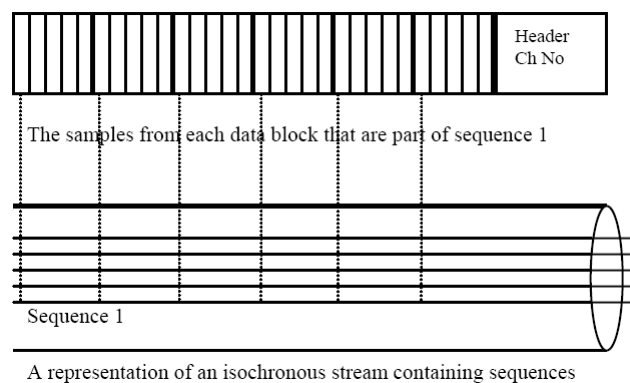 Header
Ch No
The samples from each data block that are part of sequence 1
Sequence 1
A representation of an isochronous stream containing sequences